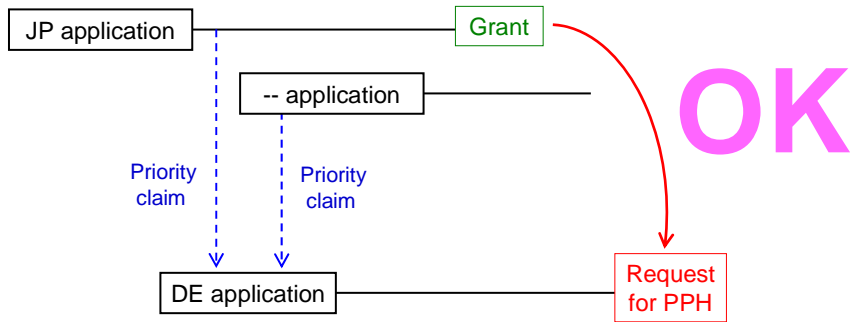 JP application
Grant
-- application
OK
Priority
claim
Priority
claim
DE application
Request
for PPH